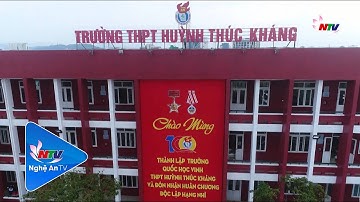 TRƯỜNG THPT HUỲNH THÚC KHÁNG
NTV
Chào Mừng
100
THÀNH LẬP TRƯỜNG
QUỐC HỌC VINH
THPT HUỲNH THÚC KHÁNG
VÀ ĐÓN NHẬN HUÂN CHƯƠNG
ĐỘC LẬP HẠNG NHÌ
NTV
Nghệ An TV